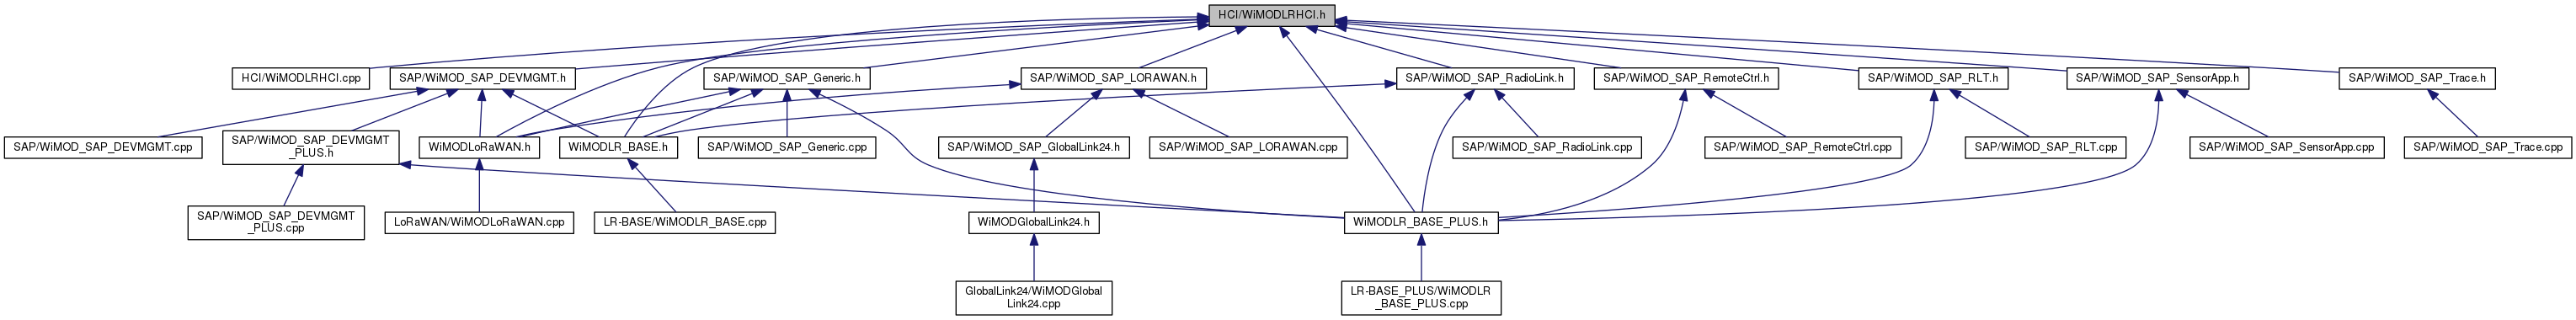 HCI/WiMODLRHCI.h
HCI/WiMODLRHCI.cpp
SAP/WiMOD_SAP_DEVMGMT.h
SAP/WiMOD_SAP_Generic.h
SAP/WiMOD_SAP_LORAWAN.h
SAP/WiMOD_SAP_RadioLink.h
SAP/WiMOD_SAP_RemoteCtrl.h
SAP/WiMOD_SAP_RLT.h
SAP/WiMOD_SAP_SensorApp.h
SAP/WiMOD_SAP_Trace.h
SAP/WiMOD_SAP_DEVMGMT.cpp
SAP/WiMOD_SAP_DEVMGMT
_PLUS.h
WiMODLoRaWAN.h
WiMODLR_BASE.h
SAP/WiMOD_SAP_Generic.cpp
SAP/WiMOD_SAP_GlobalLink24.h
SAP/WiMOD_SAP_LORAWAN.cpp
SAP/WiMOD_SAP_RadioLink.cpp
SAP/WiMOD_SAP_RemoteCtrl.cpp
SAP/WiMOD_SAP_RLT.cpp
SAP/WiMOD_SAP_SensorApp.cpp
SAP/WiMOD_SAP_Trace.cpp
SAP/WiMOD_SAP_DEVMGMT
_PLUS.cpp
LoRaWAN/WiMODLoRaWAN.cpp
LR-BASE/WiMODLR_BASE.cpp
WiMODGlobalLink24.h
WiMODLR_BASE_PLUS.h
GlobalLink24/WiMODGlobal
Link24.cpp
LR-BASE_PLUS/WiMODLR
_BASE_PLUS.cpp